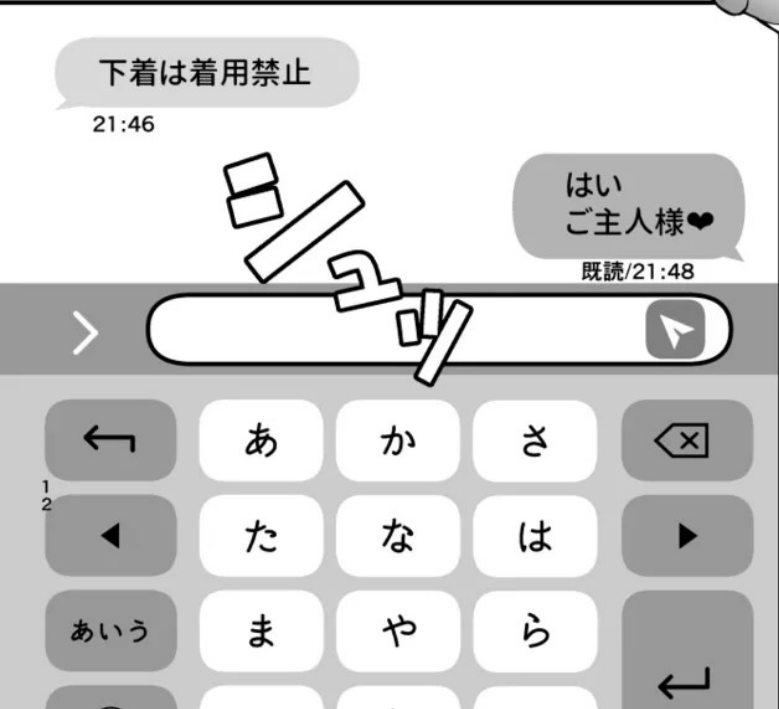 下着は着用禁止
21:46
はい
ご主人様❤
既読/21:48
シュッ
あ か さ
1
2
た な は
あいう ま や ら